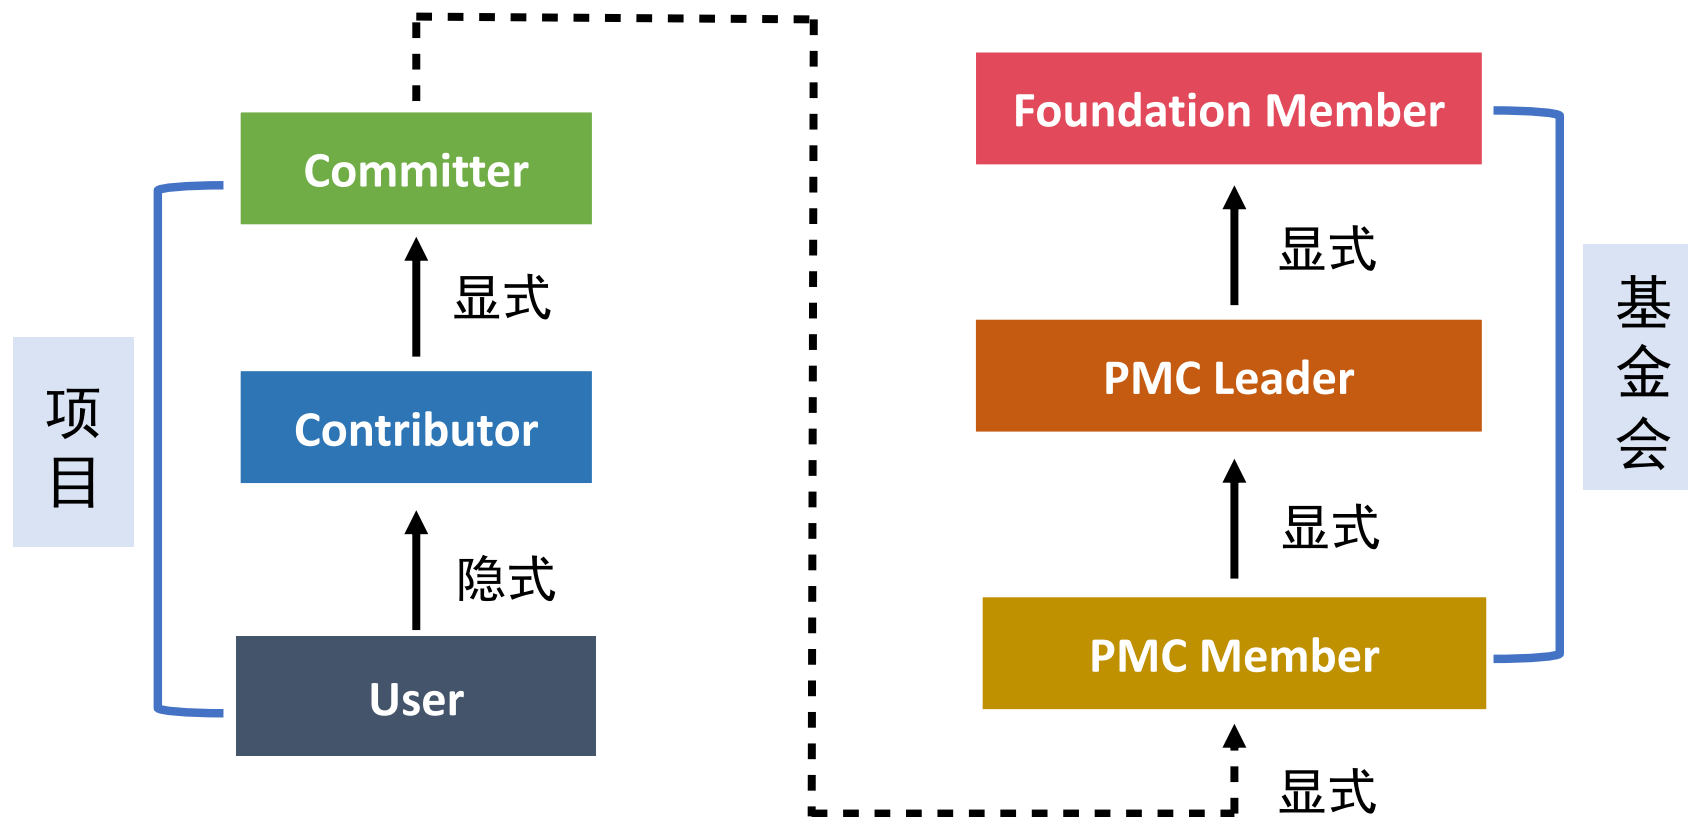 Committer
显式
Contributor
隐式
User
项
目
Foundation Member
显式
PMC Leader
显式
PMC Member
显式
基
金
会